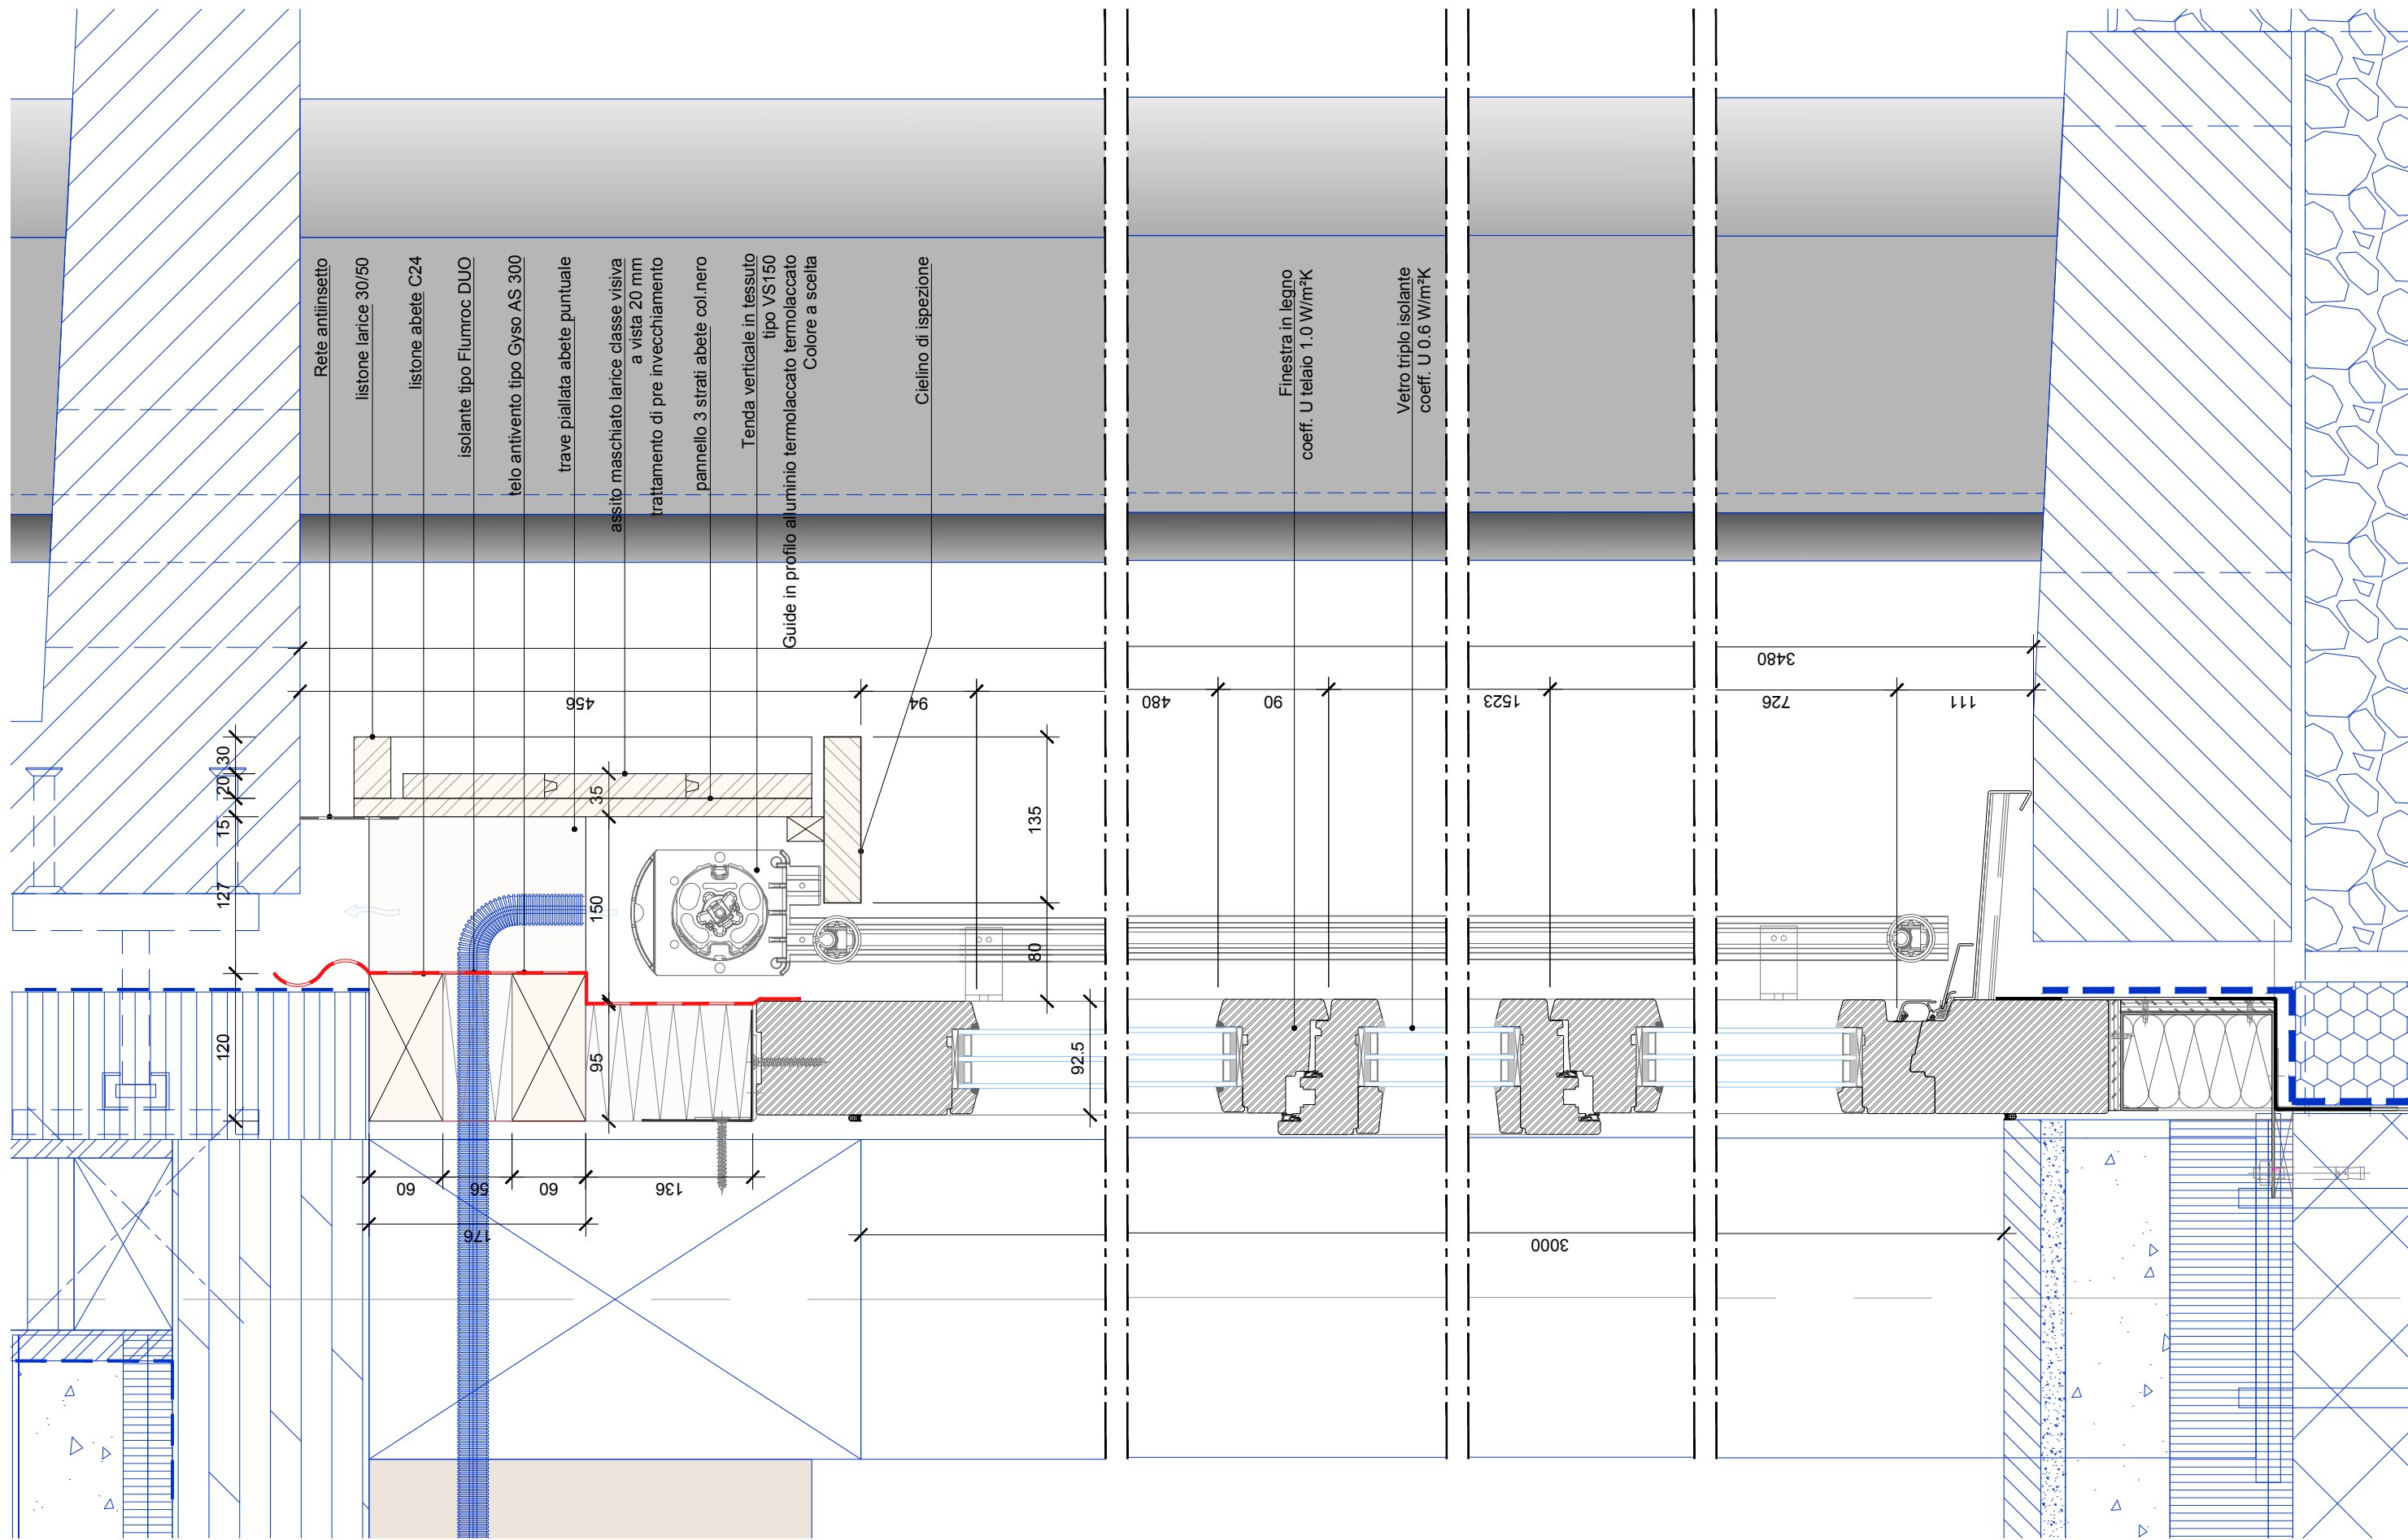 Rete antiinsetto
listone larice 30/50
listone abete C24
isolante tipo Flumroc DUO
telo antivento tipo Gyso AS 300
trave piallata abete puntuale
assito maschiato larice classe visiva
a vista 20 mm
trattamento di pre invecchiamento
pannello 3 strati abete col.nero
Tenda verticale in tessuto
tipo VS150
Guide in profilo alluminio termolaccato termolaccato
Colore a scelta
Cielino di ispezione
Finestra in legno
coeff. U telaio 1.0 W/m²K
Vetro triplo isolante
coeff. U 0.6 W/m²K
3480
456
94
480
90
1523
726
111
30
20
15
127
120
35
150
95
135
80
92.5
60
56
60
136
176
3000